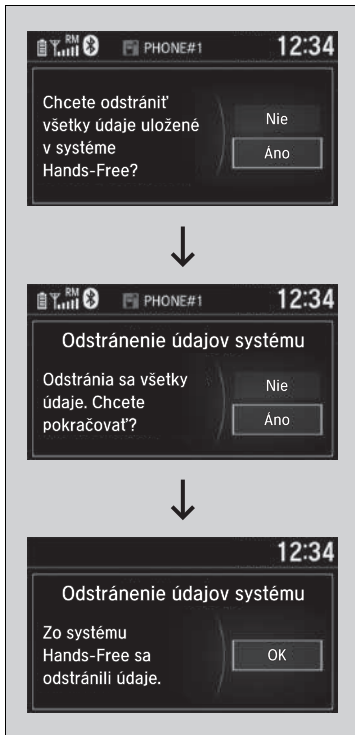 RM PHONE#1 12:34
Chcete odstrániť
všetky údaje uložené
v systéme
Hands-Free?
Nie
Áno
RM PHONE#1 12:34
Odstránenie údajov systému
Odstránia sa všetky
údaje. Chcete
pokračovať?
Nie
Áno
12:34
Odstránenie údajov systému
Zo systému
Hands-Free sa
odstránili údaje.
OK